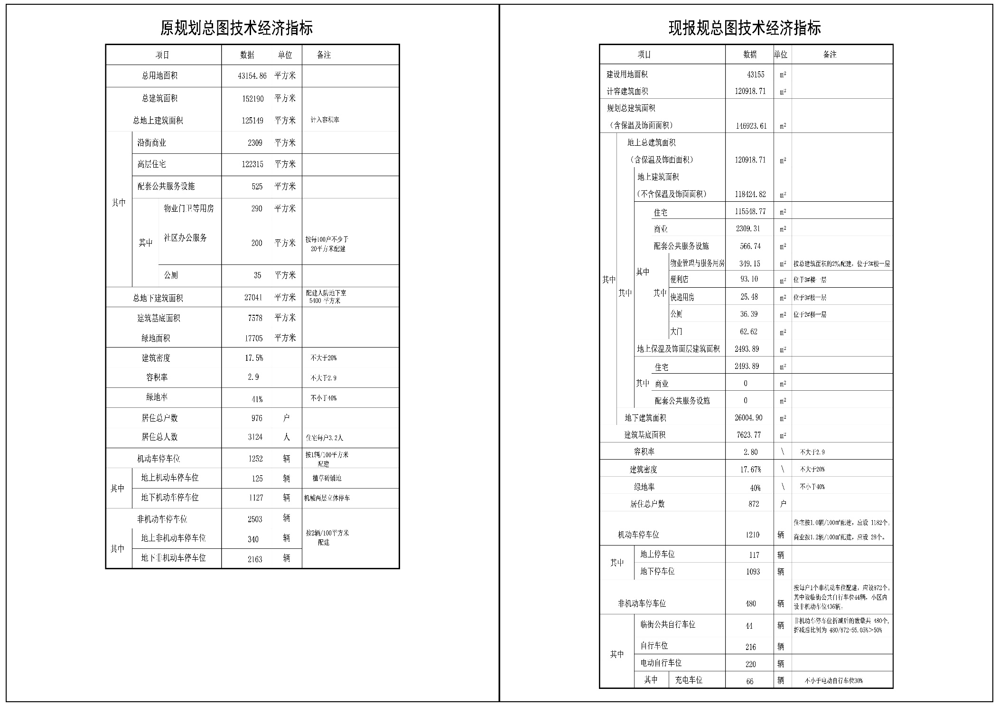 原规划总图技术经济指标
项目 数据 单位 备注
总用地面积 43154.86 平方米
总建筑面积 152190 平方米
总地上建筑面积 125149 平方米 计入容积率
其中
沿街商业 2309 平方米
高层住宅 122315 平方米
配套公共服务设施 525 平方米
其中
物业门卫等用房 290 平方米
社区办公服务 200 平方米 按每100户不少于
20平方米配建
公厕 35 平方米
总地下建筑面积 27041 平方米 配建人防地下室
5400 平方米
建筑基底面积 7578 平方米
绿地面积 17705 平方米
建筑密度 17.5% 不大于20%
容积率 2.9 不大于2.9
绿地率 41% 不小于40%
居住总户数 976 户
居住总人数 3124 人 住宅每户3.2人
机动车停车位 1252 辆 按1辆/100平方米
配建
其中
地上机动车停车位 125 辆 植草砖铺地
地下机动车停车位 1127 辆 机械两层立体停车
非机动车停车位 2503 辆
按2辆/100平方米
配建
其中
地上非机动车停车位 340 辆
地下非机动车停车位 2163 辆
现报规总图技术经济指标
项目 数据 单位 备注
建设用地面积 43155 m²
计容建筑面积 120918.71 m²
规划总建筑面积
（含保温及饰面面积） 146923.61 m²
其中
地上总建筑面积
（含保温及饰面面积） 120918.71 m²
其中
地上建筑面积
（不含保温及饰面面积） 118424.82 m²
其中
住宅 115548.77 m²
商业 2309.31 m²
配套公共服务设施 566.74 m²
其中
物业管理与服务用房 349.15 m² 按总建筑面积的2‰配建，位于3#楼一层
便利店 93.10 m² 位于3#楼一层
快递用房 25.48 m² 位于3#楼一层
公厕 36.39 m² 位于2#楼一层
大门 62.62 m²
地上保温及饰面层建筑面积 2493.89 m²
其中
住宅 2493.89 m²
商业 0 m²
配套公共服务设施 0 m²
地下建筑面积 26004.90 m²
建筑基底面积 7623.77 m²
容积率 2.80 \ 不大于2.9
建筑密度 17.67% \ 不大于20%
绿地率 40% \ 不小于40%
居住总户数 872 户
机动车停车位 1210 辆
住宅按1.0辆/100㎡配建，应设 1182个；
商业按1.2辆/100㎡配建，应设 28个。
其中
地上停车位 117 辆
地下停车位 1093 辆
非机动车停车位 480 辆
按每户1个非机动车位配建，应设872个。
其中设临街公共自行车位44辆，小区内
设非机动车位436辆；
其中
临街公共自行车位 44 辆
非机动车停车位折减后的数量共 480个，
折减后比例为 480/872=55.05%>50%
自行车位 216 辆
电动自行车位 220 辆
其中 充电车位 66 辆 不小于电动自行车位30%